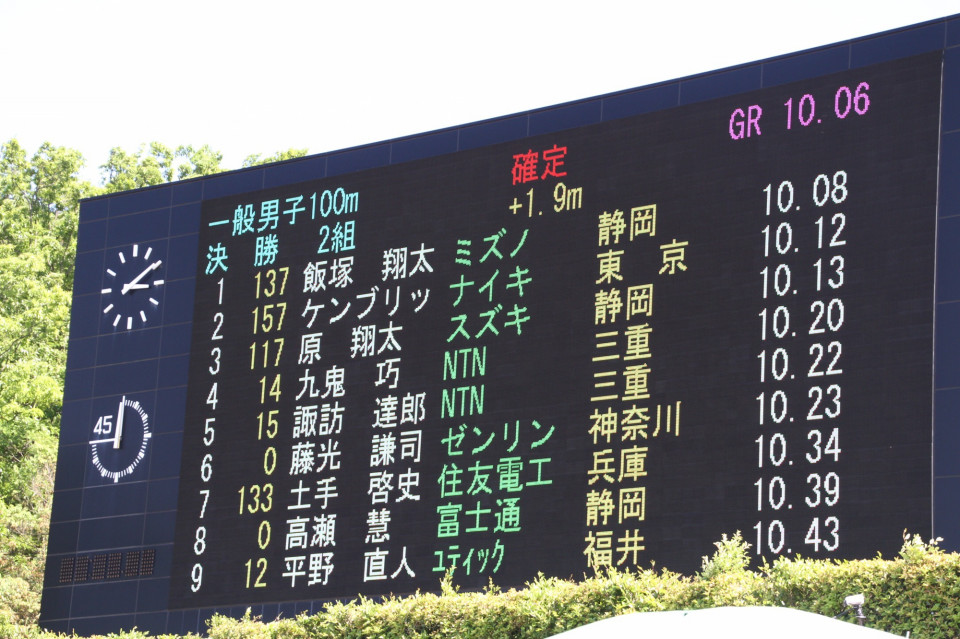 GR 10.06
確定
一般男子100m +1.9m
決 勝 2組
1 137 飯塚 翔太 ミズノ 静岡 10.08
2 157 ケンブリッ ナイキ 東 京 10.12
3 117 原 翔太 スズキ 静岡 10.13
4 14 九鬼 巧 NTN 三重 10.20
5 15 諏訪 達郎 NTN 三重 10.22
6 0 藤光 謙司 ゼンリン 神奈川 10.23
7 133 土手 啓史 住友電工 兵庫 10.34
8 0 高瀬 慧 富士通 静岡 10.39
9 12 平野 直人 ユティック 福井 10.43
45